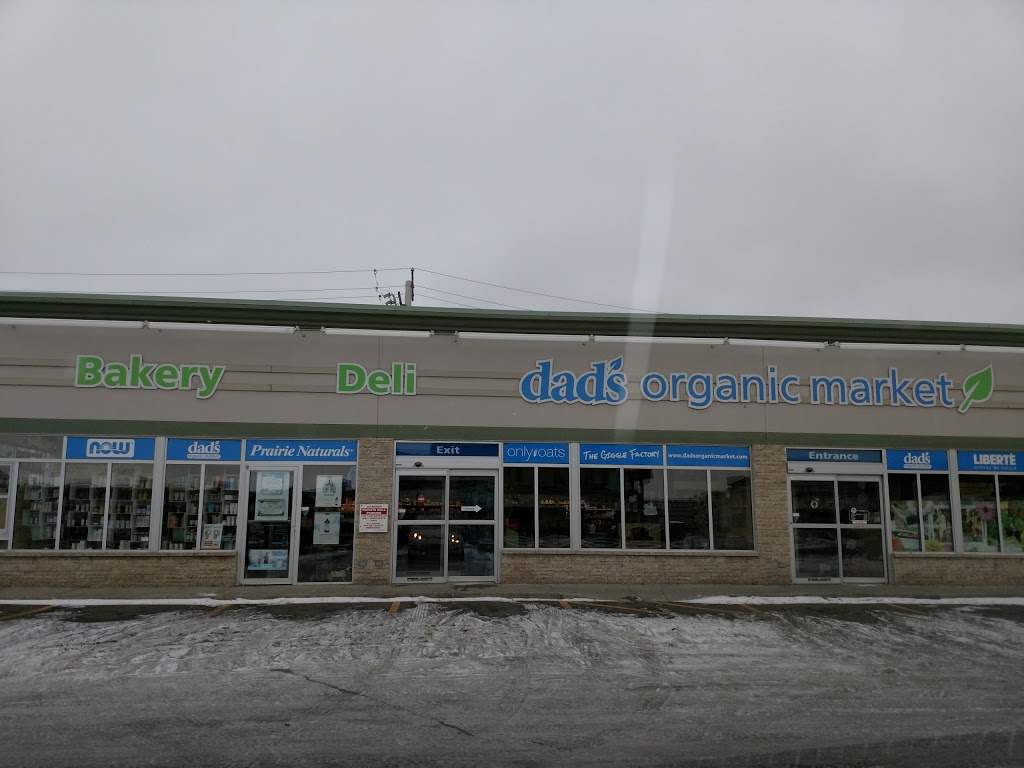 Bakery
Deli
dad's organic market
NOW
dad's
Prairie Naturals
Exit
only oats
The Giggle Factory
www.dadsorganicmarket.com
Entrance
dad's
LIBERTÉ